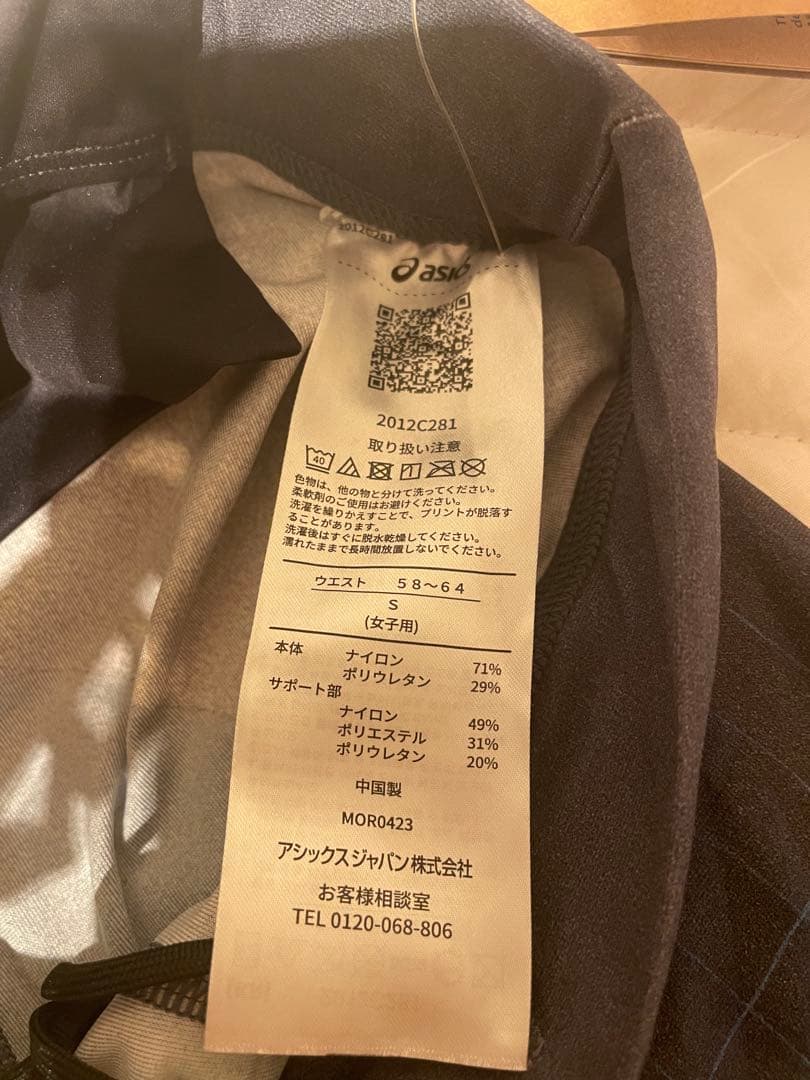 2012C281
asics
2012C281
取り扱い注意
40
色物は、他の物と分けて洗ってください。
柔軟剤のご使用はお避けください。
洗濯を繰りかえすことで、プリントが脱落す
ることがあります。
洗濯後はすぐに脱水乾燥してください。
濡れたままで長時間放置しないでください。
ウエスト 58～64
S
(女子用)
本体 ナイロン 71%
ポリウレタン 29%
サポート部
ナイロン 49%
ポリエステル 31%
ポリウレタン 20%
中国製
MOR0423
アシックスジャパン株式会社
お客様相談室
TEL 0120-068-806